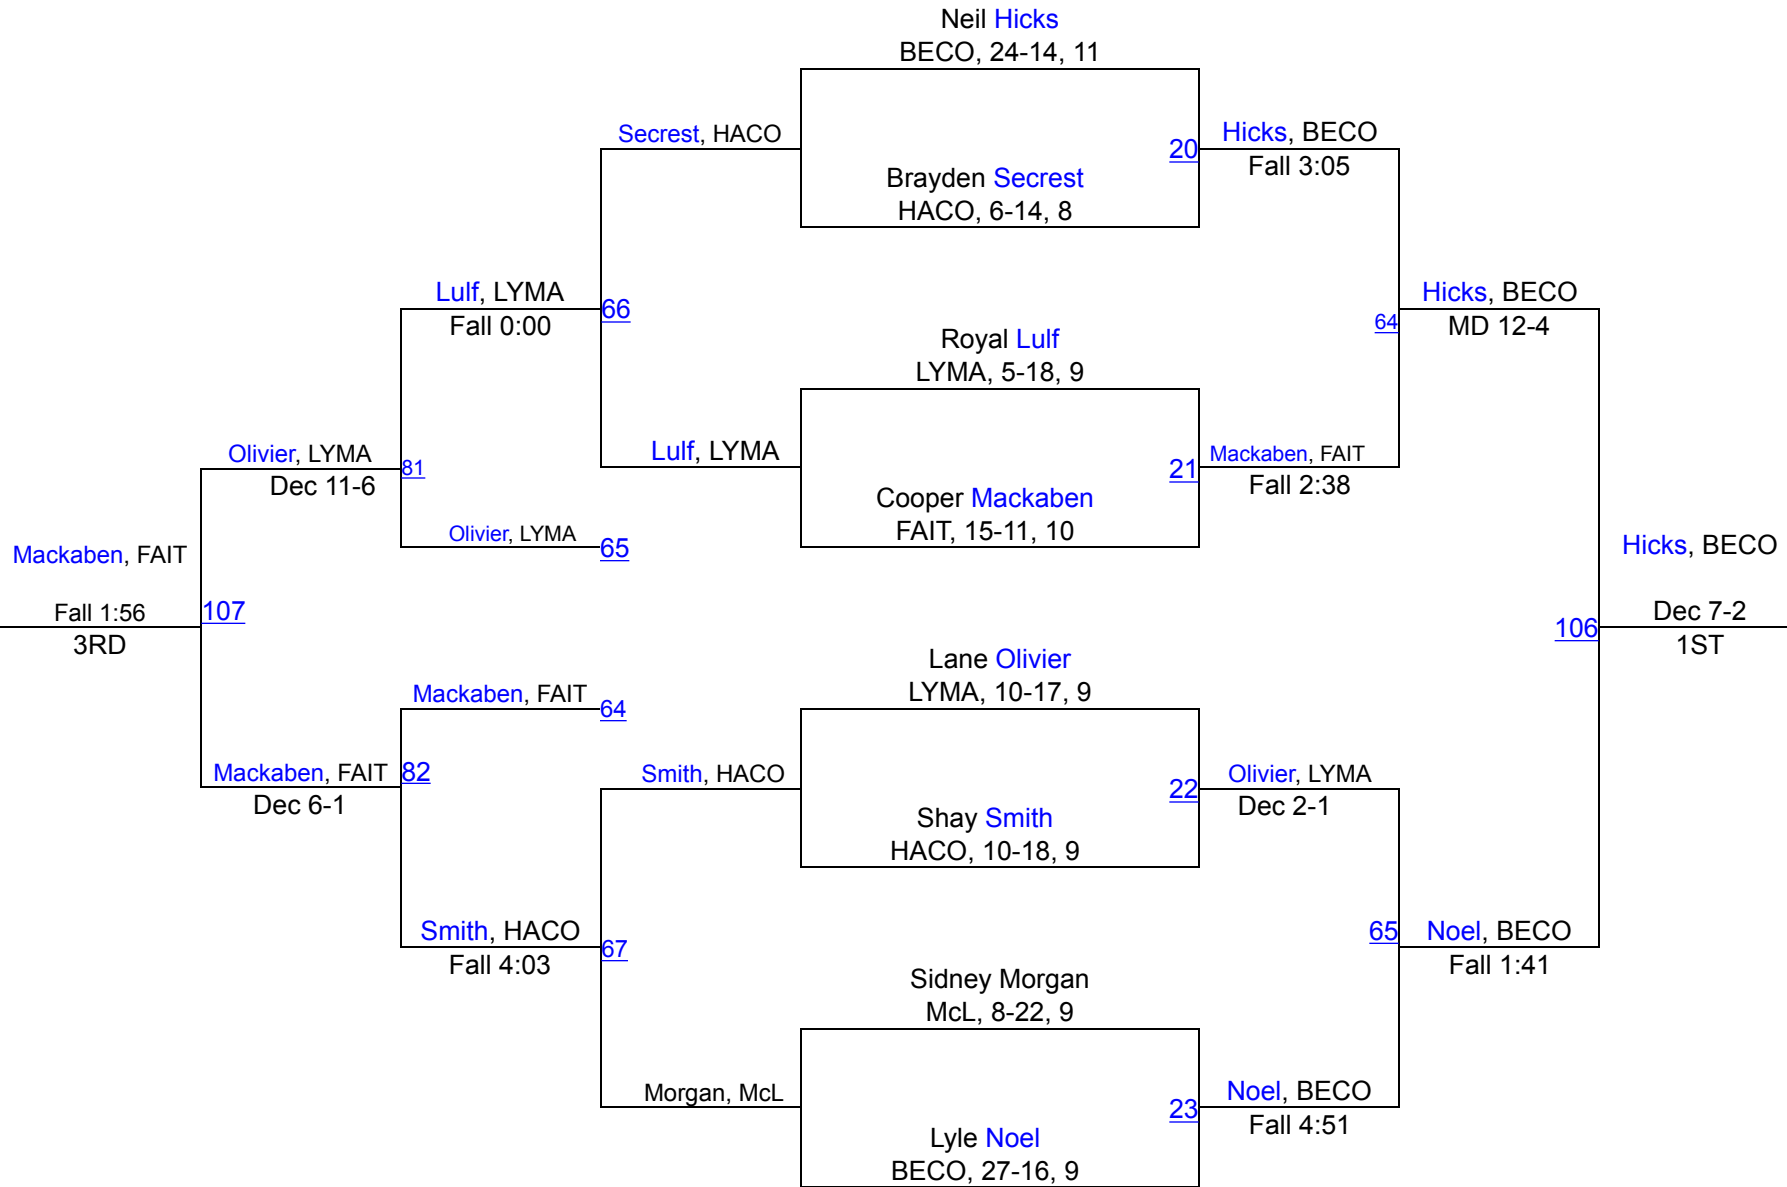 Neil Hicks
BECO, 24-14, 11
Secrest, HACO
20
Hicks, BECO
Fall 3:05
Brayden Secrest
HACO, 6-14, 8
Lulf, LYMA
Fall 0:00
66
Royal Lulf
LYMA, 5-18, 9
64
Hicks, BECO
MD 12-4
Olivier, LYMA
Dec 11-6
81
Lulf, LYMA
21
Mackaben, FAIT
Fall 2:38
Cooper Mackaben
FAIT, 15-11, 10
Olivier, LYMA
65
Mackaben, FAIT
Fall 1:56
3RD
107
Hicks, BECO
Dec 7-2
1ST
106
Lane Olivier
LYMA, 10-17, 9
Mackaben, FAIT
64
Mackaben, FAIT
Dec 6-1
82
Smith, HACO
22
Olivier, LYMA
Dec 2-1
Shay Smith
HACO, 10-18, 9
Smith, HACO
Fall 4:03
67
65
Noel, BECO
Fall 1:41
Sidney Morgan
McL, 8-22, 9
Morgan, McL
23
Noel, BECO
Fall 4:51
Lyle Noel
BECO, 27-16, 9